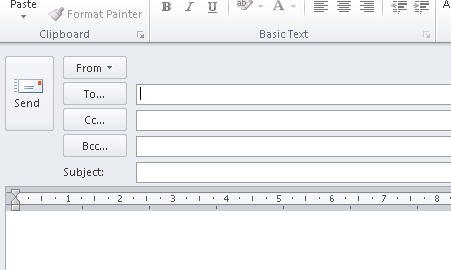 Paste
Format Painter
B I U ab A A
Clipboard
Basic Text
From
Send
To...
Cc...
Bcc...
Subject:
1 2 3 4 5 6 7 8